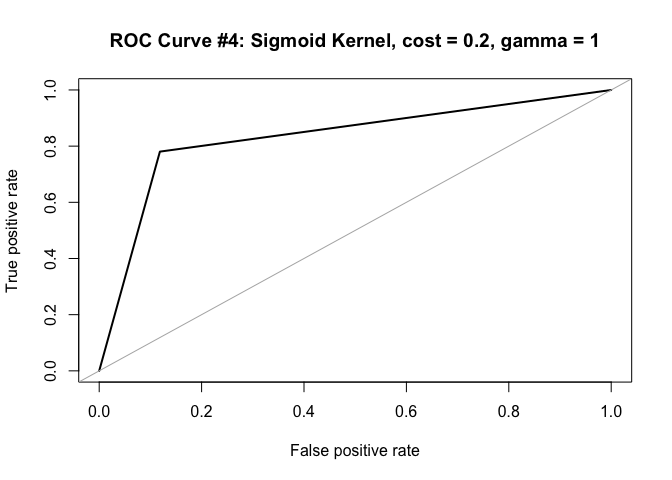 ROC Curve #4: Sigmoid Kernel, cost = 0.2, gamma = 1
True positive rate
1.0
0.8
0.6
0.4
0.2
0.0
0.0 0.2 0.4 0.6 0.8 1.0
False positive rate